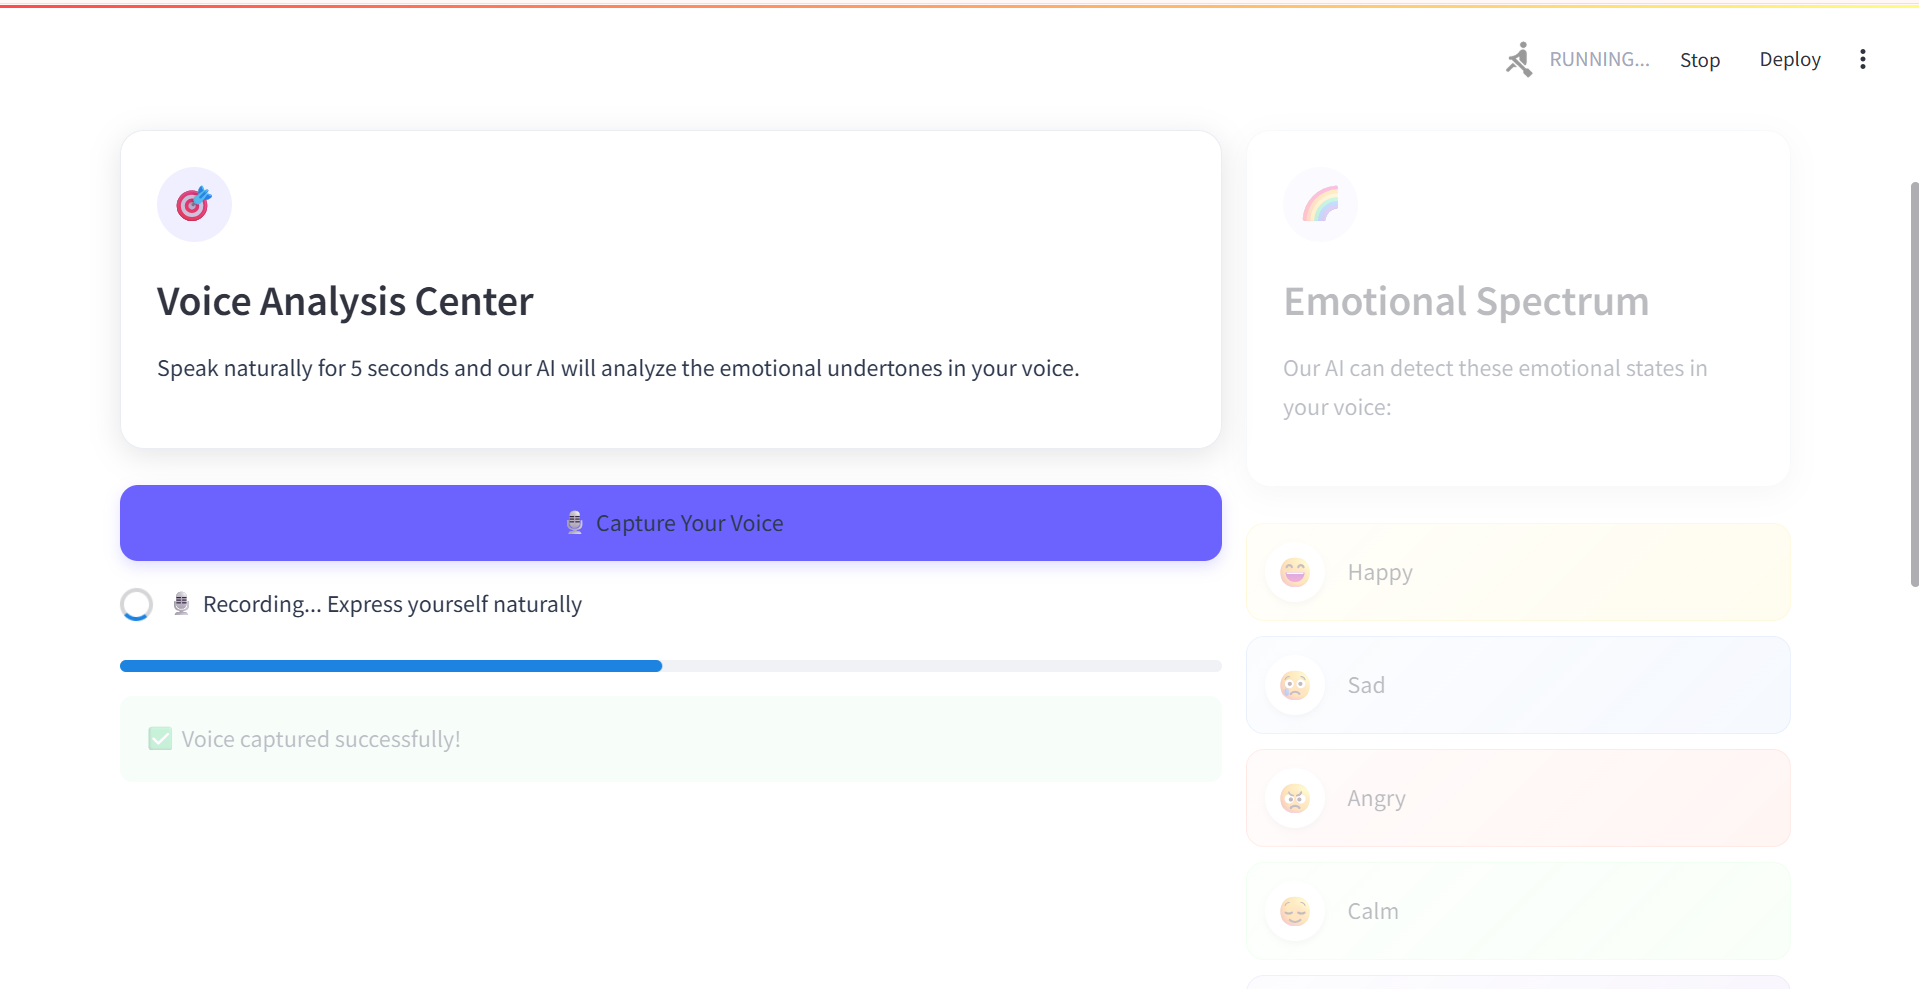 RUNNING...
Stop
Deploy
Voice Analysis Center
Speak naturally for 5 seconds and our AI will analyze the emotional undertones in your voice.
Capture Your Voice
Recording... Express yourself naturally
Voice captured successfully!
Emotional Spectrum
Our AI can detect these emotional states in
your voice:
Happy
Sad
Angry
Calm